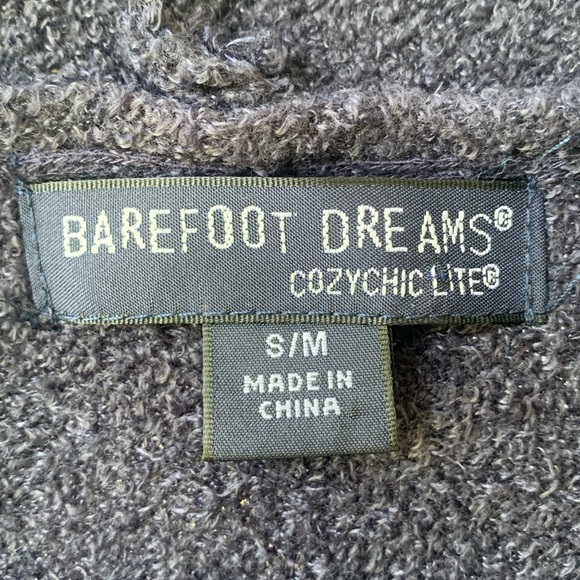 BAREFOOT DREAMS®
COZYCHIC LITE®
S/M
MADE IN
CHINA